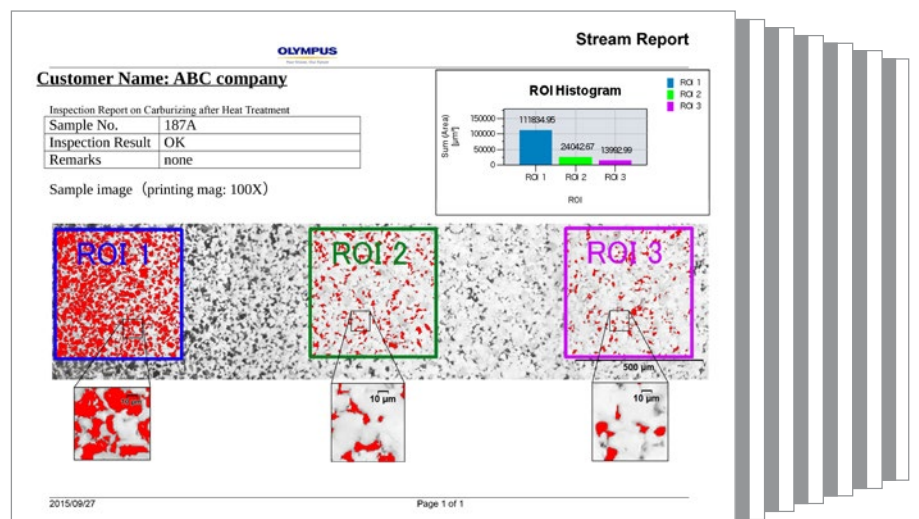 Stream Report
OLYMPUS
Customer Name: ABC company
Inspection Report on Carburizing after Heat Treatment
Sample No. 187A
Inspection Result OK
Remarks none
Sample image (printing mag: 100X)
ROI Histogram
ROI 1
ROI 2
ROI 3
Sum (Area)
[µm²]
150000
100000
50000
0
111834.95
24042.67
13992.99
ROI 1 ROI 2 ROI 3
ROI
ROI 1
ROI 2
ROI 3
500 µm
10 µm
10 µm
10 µm
2015/09/27
Page 1 of 1